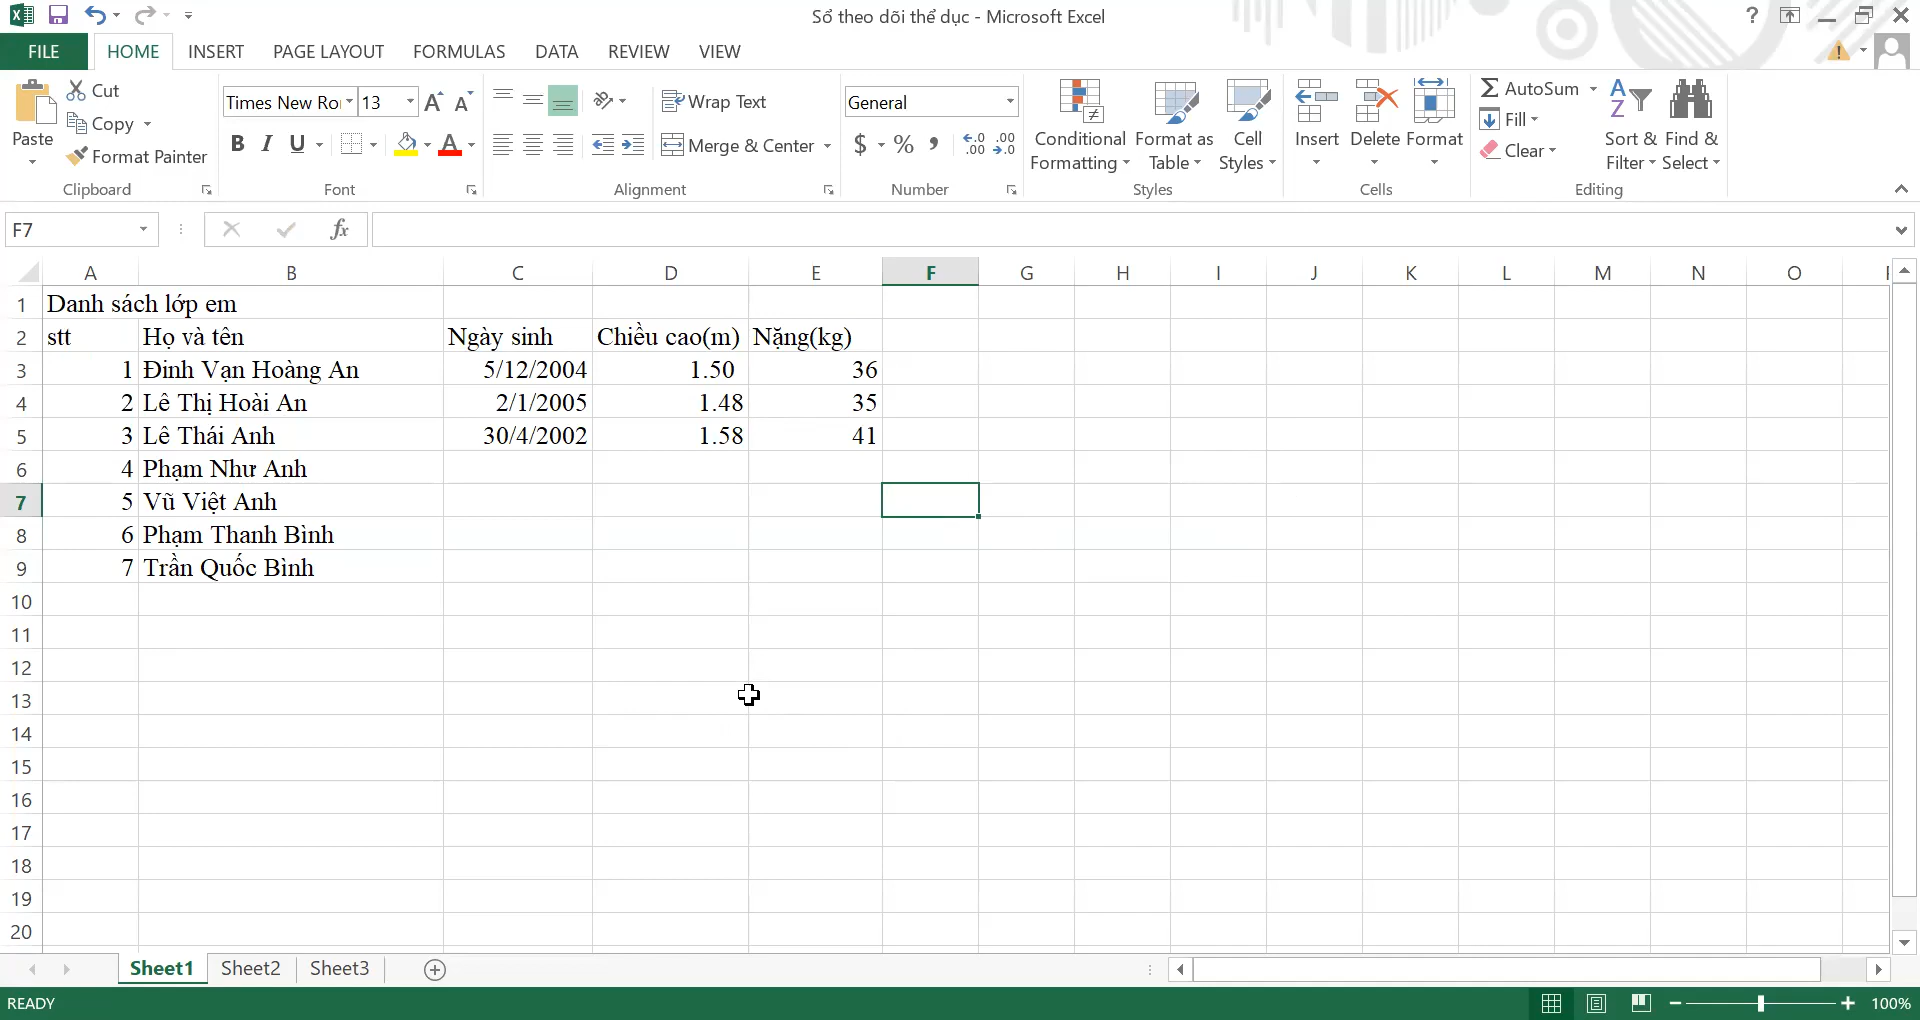 Sổ theo dõi thể dục - Microsoft Excel
FILE HOME INSERT PAGE LAYOUT FORMULAS DATA REVIEW VIEW
Paste
Cut
Copy
Format Painter
Clipboard
Times New Ro 13
B I U
Font
Wrap Text
Merge & Center
Alignment
General
$ % ,
Number
Conditional Formatting
Format as Table
Cell Styles
Styles
Insert Delete Format
Cells
AutoSum
Fill
Clear
Sort & Filter
Find & Select
Editing
F7 fx
A B C D E F G H I J K L M N O
1 Danh sách lớp em
2 stt Họ và tên Ngày sinh Chiều cao(m) Nặng(kg)
3 1 Đinh Vạn Hoàng An 5/12/2004 1.50 36
4 2 Lê Thị Hoài An 2/1/2005 1.48 35
5 3 Lê Thái Anh 30/4/2002 1.58 41
6 4 Phạm Như Anh
7 5 Vũ Việt Anh
8 6 Phạm Thanh Bình
9 7 Trần Quốc Bình
10
11
12
13
14
15
16
17
18
19
20
Sheet1 Sheet2 Sheet3
READY 100%